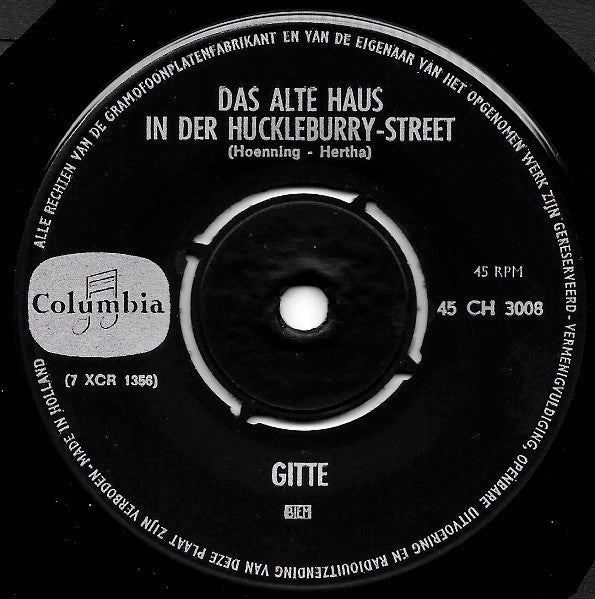 ALLE RECHTEN VAN DE GRAMOFOONPLATENFABRIKANT EN VAN DE EIGENAAR VAN HET OPGENOMEN WERK ZIJN GERESERVEERD - VERMENIGVULDIGING, OPENBARE UITVOERING EN RADIOUITZENDING VAN DEZE PLAAT ZIJN VERBODEN - MADE IN HOLLAND
DAS ALTE HAUS
IN DER HUCKLEBURRY-STREET
(Hoenning - Hertha)
Columbia
45 RPM
45 CH 3008
(7 XCR 1356)
GITTE
BIEM